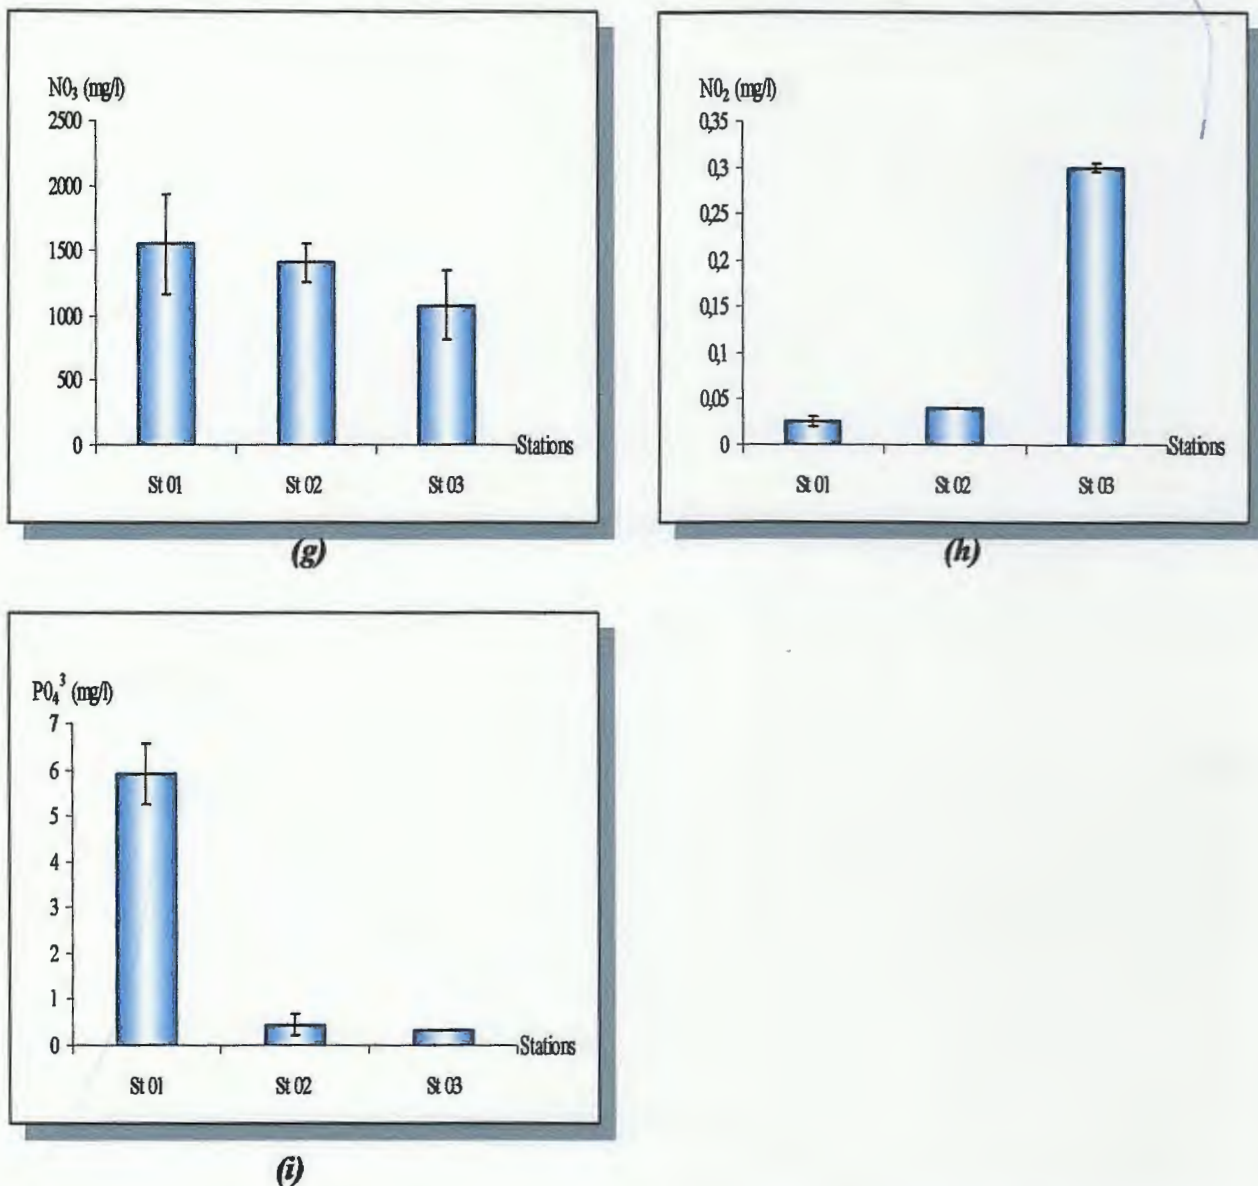 N0₃ (mg/l)
2500
2000
1500
1000
500
0
St 01
St 02
St 03
Stations
(g)
N0₂ (mg/l)
0,35
0,3
0,25
0,2
0,15
0,1
0,05
0
St 01
St 02
St 03
Stations
(h)
P0₄³ (mg/l)
7
6
5
4
3
2
1
0
St 01
St 02
St 03
Stations
(i)